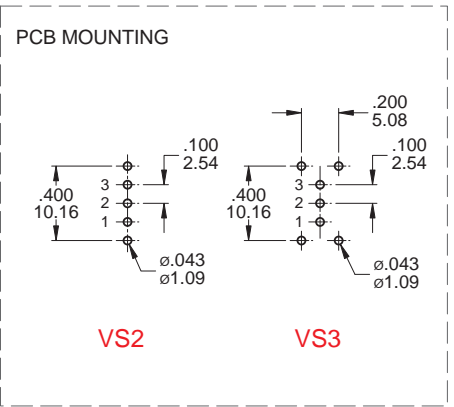 PCB MOUNTING
.100
2.54
3
.400
10.16
2
1
ø.043
ø1.09
VS2
.200
5.08
.100
2.54
3
.400
10.16
2
1
ø.043
ø1.09
VS3